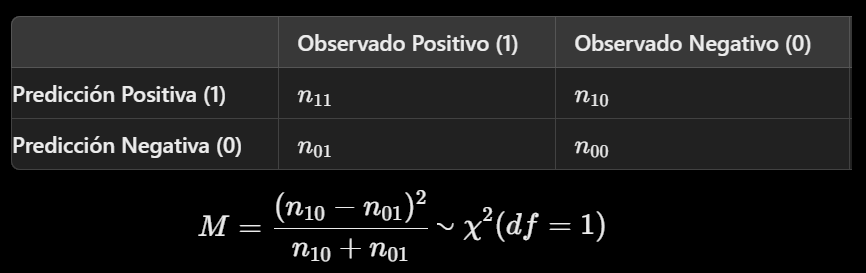 Observado Positivo (1) Observado Negativo (0)
Predicción Positiva (1) n₁₁ n₁₀
Predicción Negativa (0) n₀₁ n₀₀
M = (n₁₀ − n₀₁)² / (n₁₀ + n₀₁) ∼ χ²(df = 1)